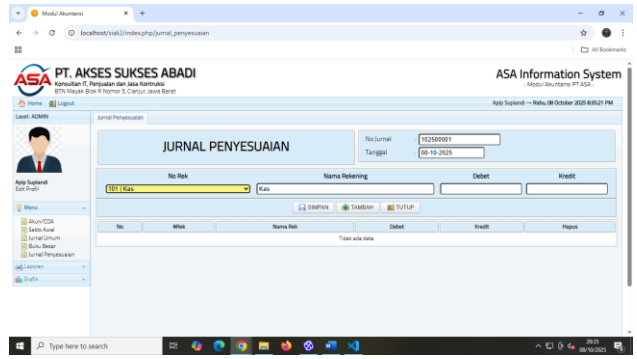 Modul Akuntansi
localhost/siak2/index.php/jurnal_penyesuaian
All Bookmarks
ASA
PT. AKSES SUKSES ABADI
Konsultan IT, Penjualan dan Jasa Kontruksi
BTN Mayak Blok R Nomor 5, Cianjur, Jawa Barat
ASA Information System
.: Modul Akuntansi PT ASA :.
Home Logout
Apip Supiandi → Rabu, 08 October 2025 8:35:21 PM
Level : ADMIN
Jurnal Penyesuaian
JURNAL PENYESUAIAN
No Jurnal : 102500001
Tanggal : 08-10-2025
Apip Supiandi
Edit Profil
No Rek Nama Rekening Debet Kredit
101 | Kas Kas
SIMPAN TAMBAH TUTUP
Menu
Akun/COA
Saldo Awal
Jurnal Umum
Buku Besar
Jurnal Penyesuaian
Laporan
Grafik
No #Rek Nama Rek Debet Kredit Hapus
Tidak ada data
Type here to search
20:35
08/10/2025